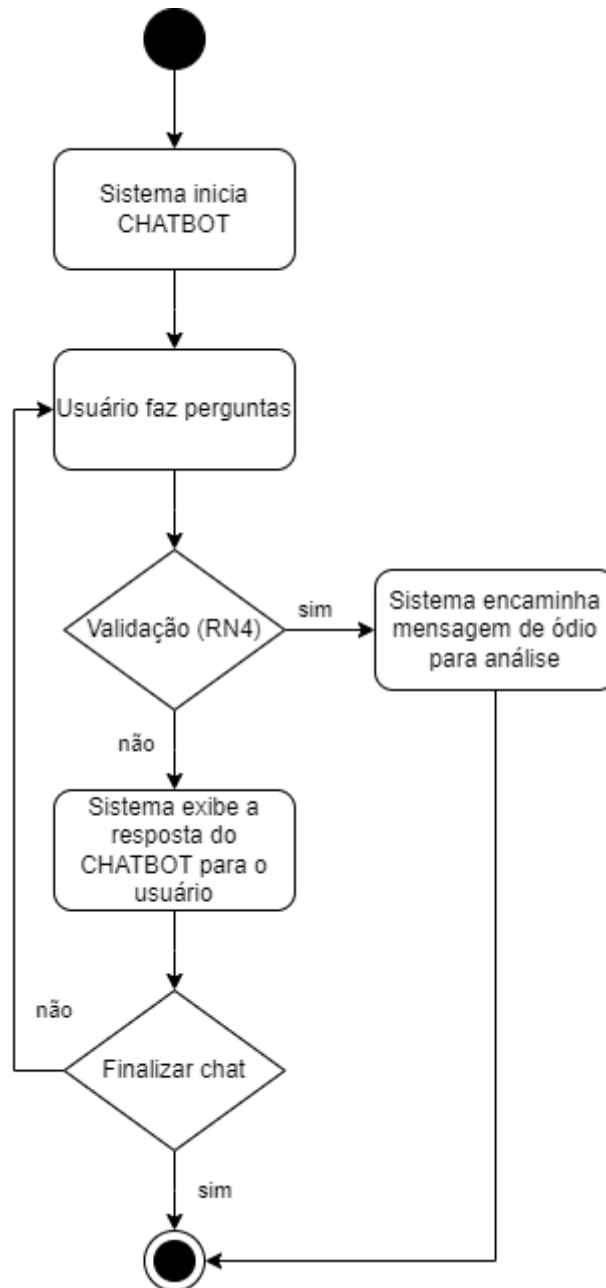 Sistema inicia
CHATBOT
Usuário faz perguntas
Validação (RN4)
sim
Sistema encaminha
mensagem de ódio
para análise
não
Sistema exibe a
resposta do
CHATBOT para o
usuário
não
Finalizar chat
sim